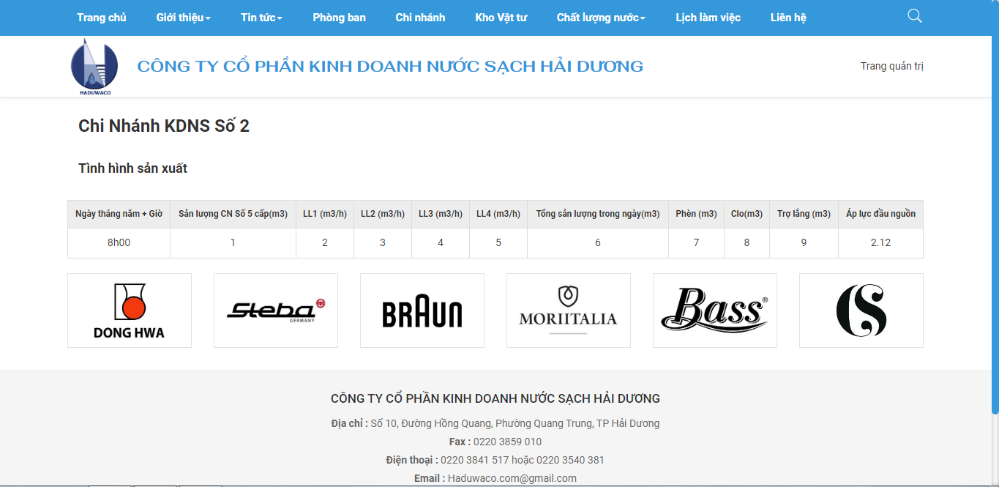 Trang chủ Giới thiệu Tin tức Phòng ban Chi nhánh Kho Vật tư Chất lượng nước Lịch làm việc Liên hệ
HADUWACO
CÔNG TY CỔ PHẦN KINH DOANH NƯỚC SẠCH HẢI DƯƠNG
Trang quản trị
Chi Nhánh KDNS Số 2
Tình hình sản xuất
Ngày tháng năm + Giờ Sản lượng CN Số 5 cấp(m3) LL1 (m3/h) LL2 (m3/h) LL3 (m3/h) LL4 (m3/h) Tổng sản lượng trong ngày(m3) Phèn (m3) Clo(m3) Trợ lắng (m3) Áp lực đầu nguồn
8h00 1 2 3 4 5 6 7 8 9 2.12
DONG HWA
Steba
GERMANY
BRAUN
MORIITALIA
Bass®
S
CÔNG TY CỔ PHẦN KINH DOANH NƯỚC SẠCH HẢI DƯƠNG
Địa chỉ : Số 10, Đường Hồng Quang, Phường Quang Trung, TP Hải Dương
Fax : 0220 3859 010
Điện thoại : 0220 3841 517 hoặc 0220 3540 381
Email : Haduwaco.com@gmail.com